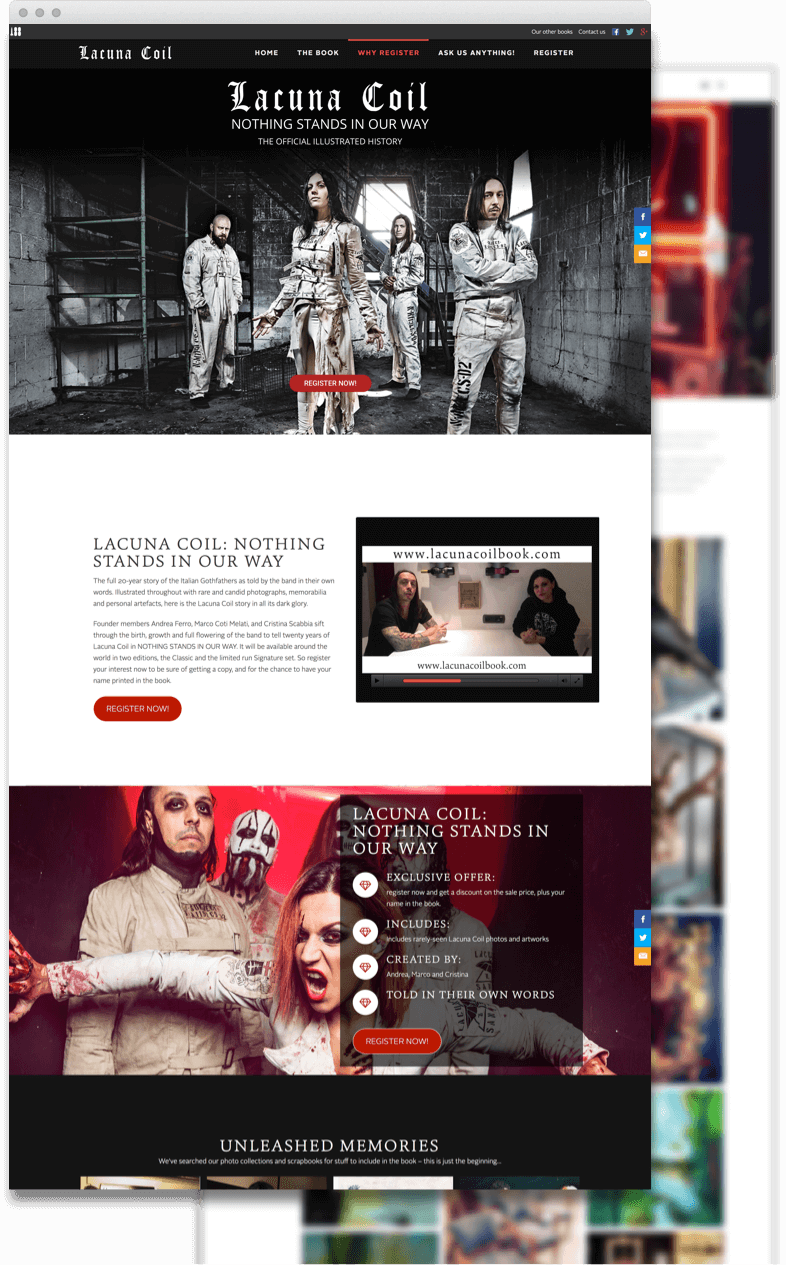 Our other books Contact us
Lacuna Coil
HOME THE BOOK WHY REGISTER ASK US ANYTHING! REGISTER
Lacuna Coil
NOTHING STANDS IN OUR WAY
THE OFFICIAL ILLUSTRATED HISTORY
REGISTER NOW!
LACUNA COIL: NOTHING
STANDS IN OUR WAY
The full 20-year story of the Italian Gothfathers as told by the band in their own
words. Illustrated throughout with rare and candid photographs, memorabilia
and personal artefacts, here is the Lacuna Coil story in all its dark glory.
Founder members Andrea Ferro, Marco Coti Melati, and Cristina Scabbia sift
through the birth, growth and full flowering of the band to tell twenty years of
Lacuna Coil in NOTHING STANDS IN OUR WAY. It will be available around the
world in two editions, the Classic and the limited run Signature set. So register
your interest now to be sure of getting a copy, and for the chance to have your
name printed in the book.
REGISTER NOW!
www.lacunacoilbook.com
www.lacunacoilbook.com
LACUNA COIL:
NOTHING STANDS IN
OUR WAY
EXCLUSIVE OFFER:
register now and get a discount on the sale price, plus your
name in the book.
INCLUDES:
includes rarely-seen Lacuna Coil photos and artworks
CREATED BY:
Andrea, Marco and Cristina
TOLD IN THEIR OWN WORDS
REGISTER NOW!
UNLEASHED MEMORIES
We've searched our photo collections and scrapbooks for stuff to include in the book – this is just the beginning...